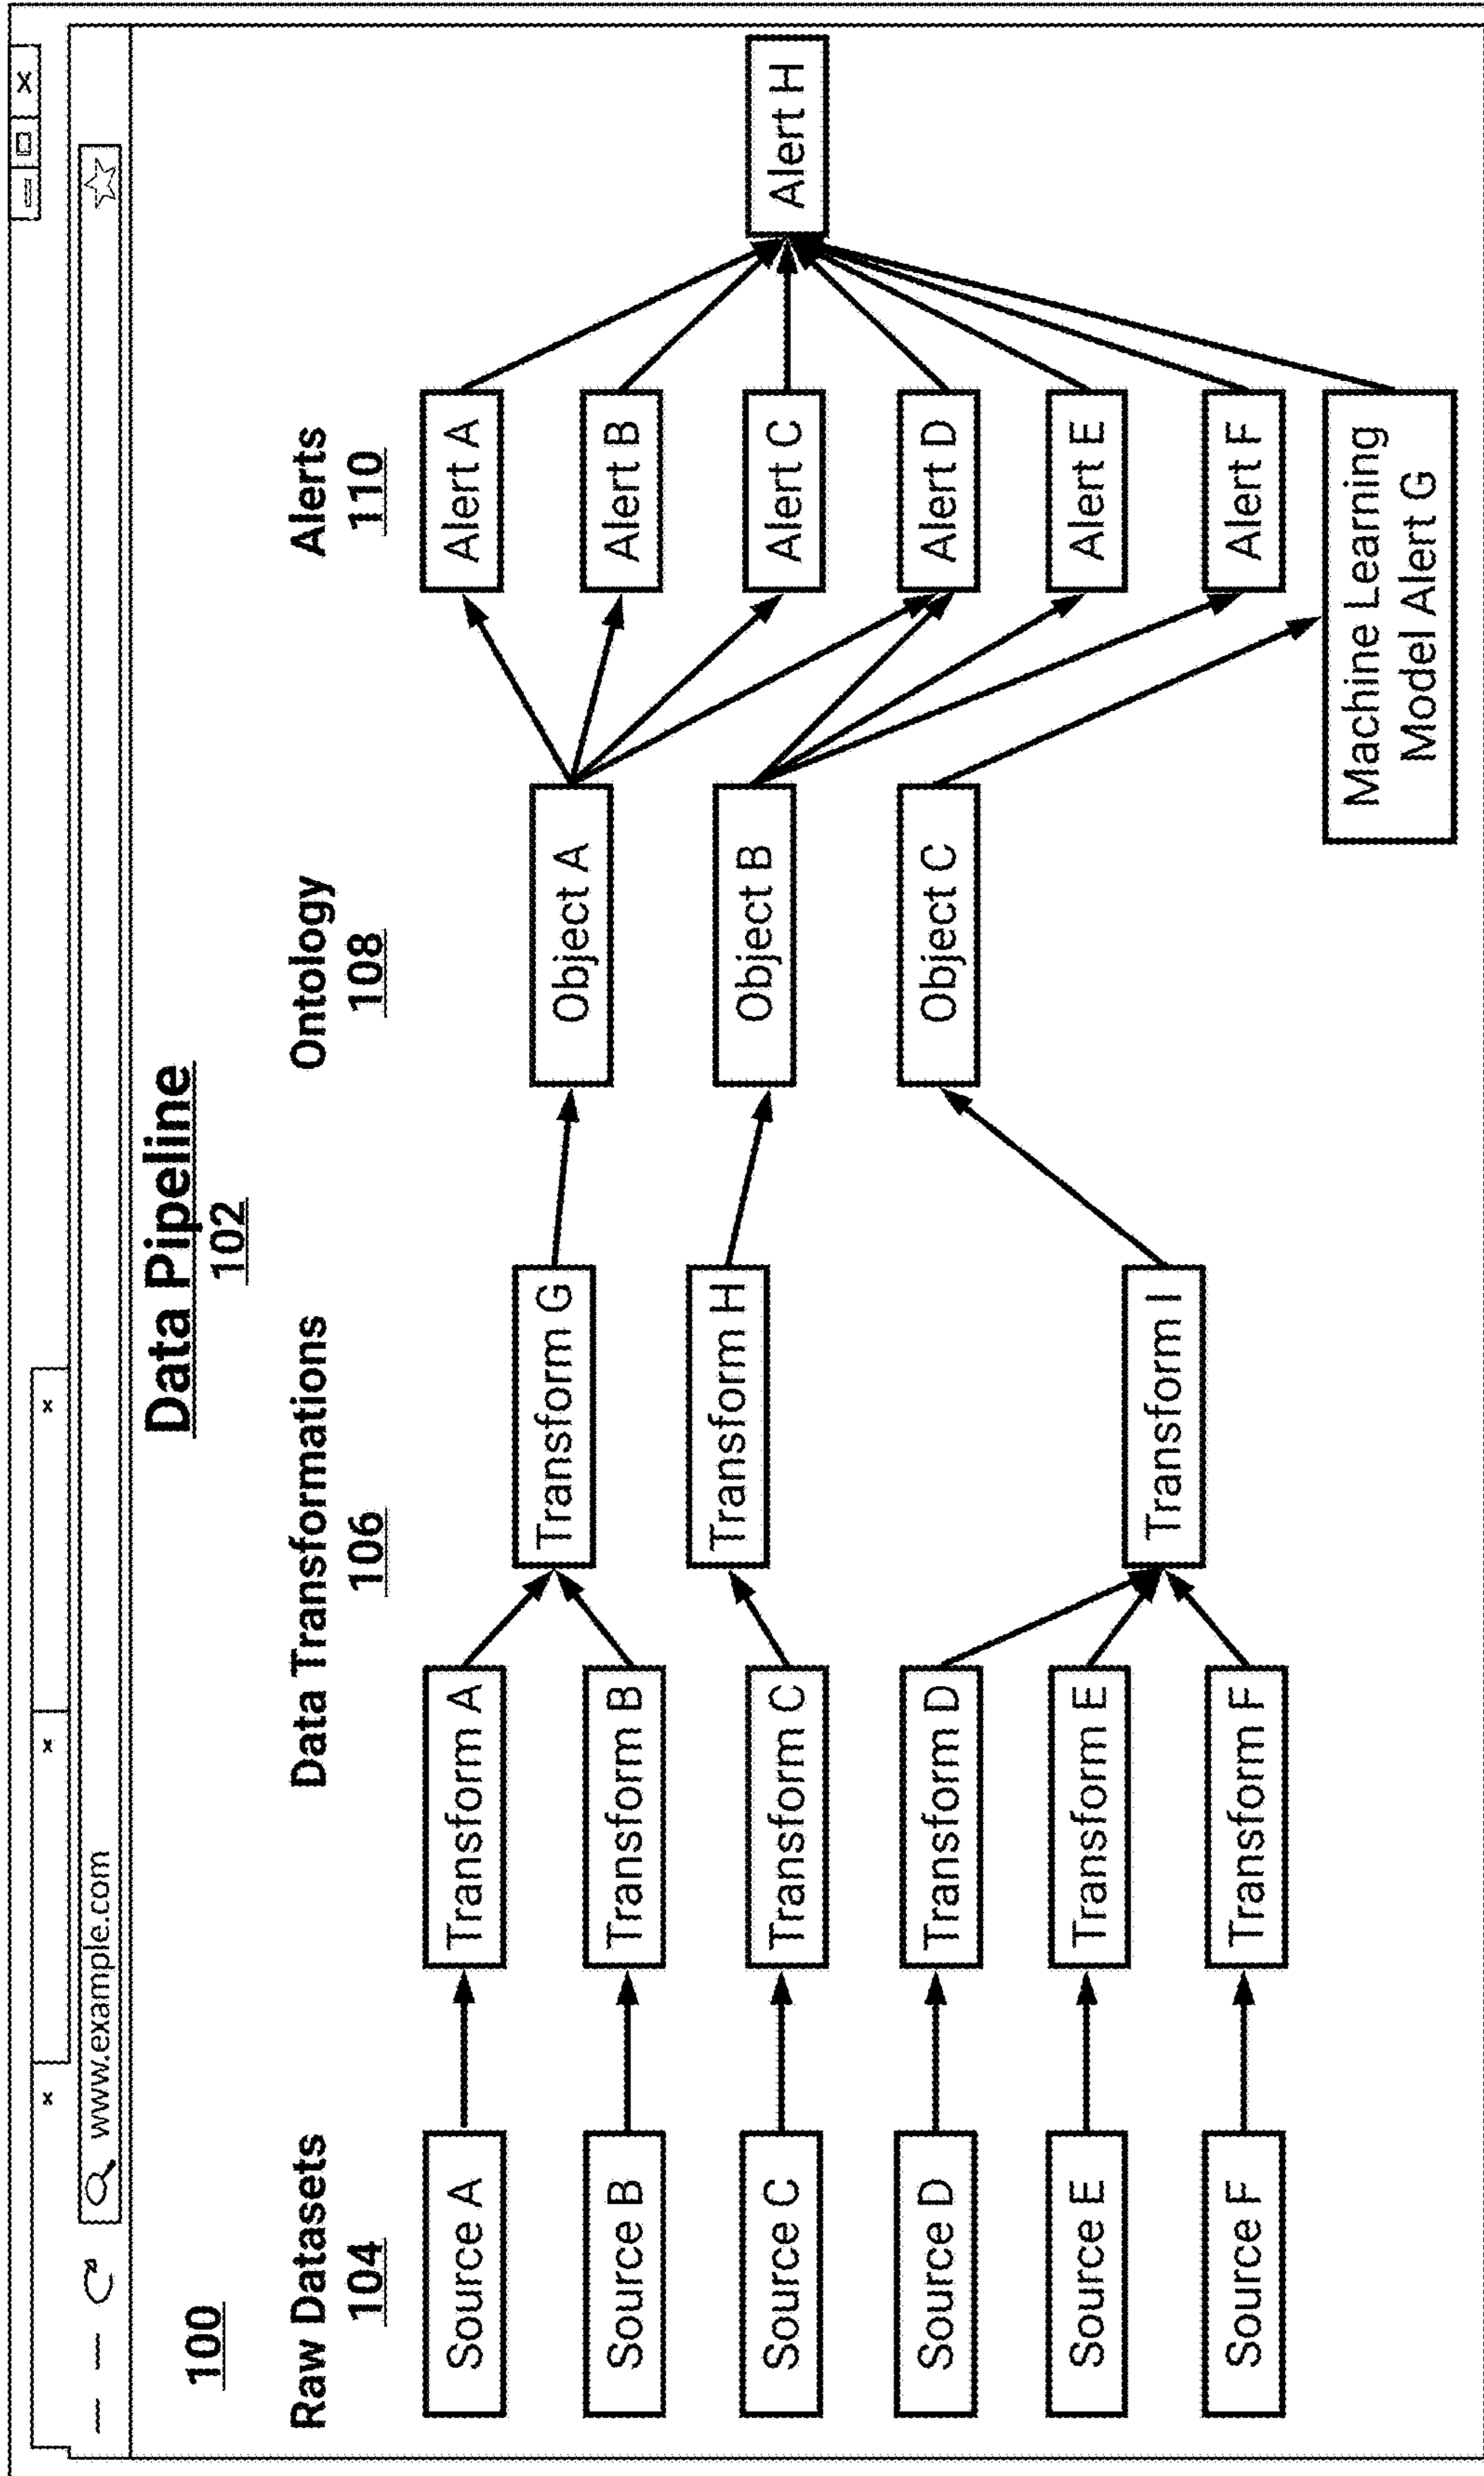 www.example.com
100
Data Pipeline
102
Raw Datasets
104
Data Transformations
106
Ontology
108
Alerts
110
Source A
Source B
Source C
Source D
Source E
Source F
Transform A
Transform B
Transform C
Transform D
Transform E
Transform F
Transform G
Transform H
Transform I
Object A
Object B
Object C
Alert A
Alert B
Alert C
Alert D
Alert E
Alert F
Machine Learning
Model Alert G
Alert H